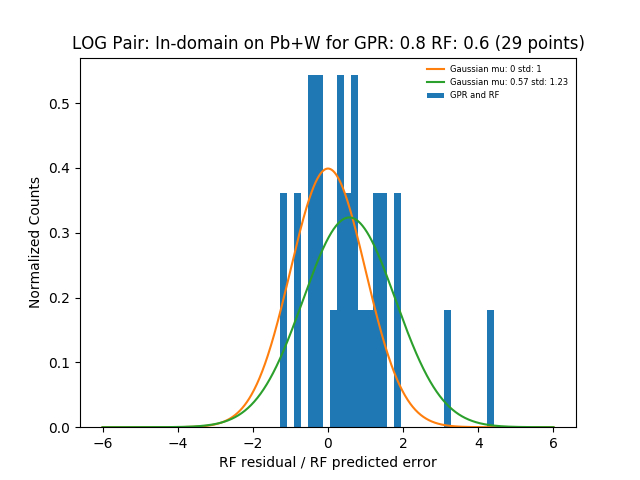 LOG Pair: In-domain on Pb+W for GPR: 0.8 RF: 0.6 (29 points)
Gaussian mu: 0 std: 1
Gaussian mu: 0.57 std: 1.23
GPR and RF
Normalized Counts
0.5
0.4
0.3
0.2
0.1
0.0
−6 −4 −2 0 2 4 6
RF residual / RF predicted error